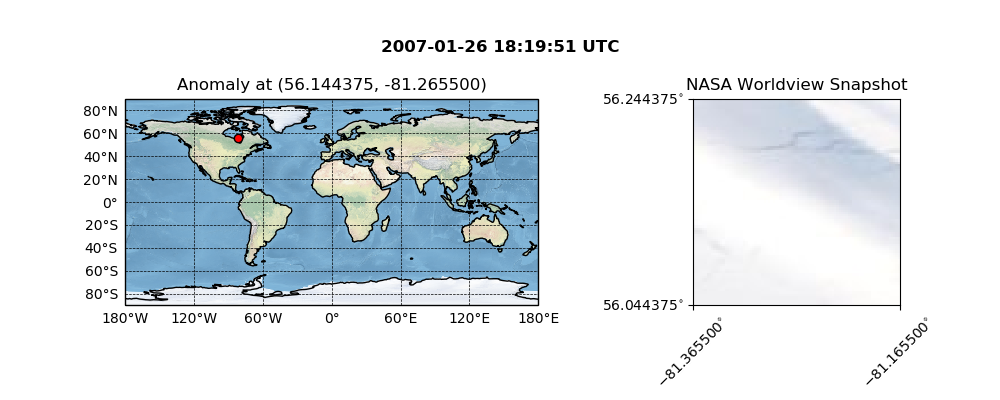 2007-01-26 18:19:51 UTC
Anomaly at (56.144375, -81.265500)
80°N
60°N
40°N
20°N
0°
20°S
40°S
60°S
80°S
180°W 120°W 60°W 0° 60°E 120°E 180°E
NASA Worldview Snapshot
56.244375°
56.044375°
−81.365500° −81.165500°